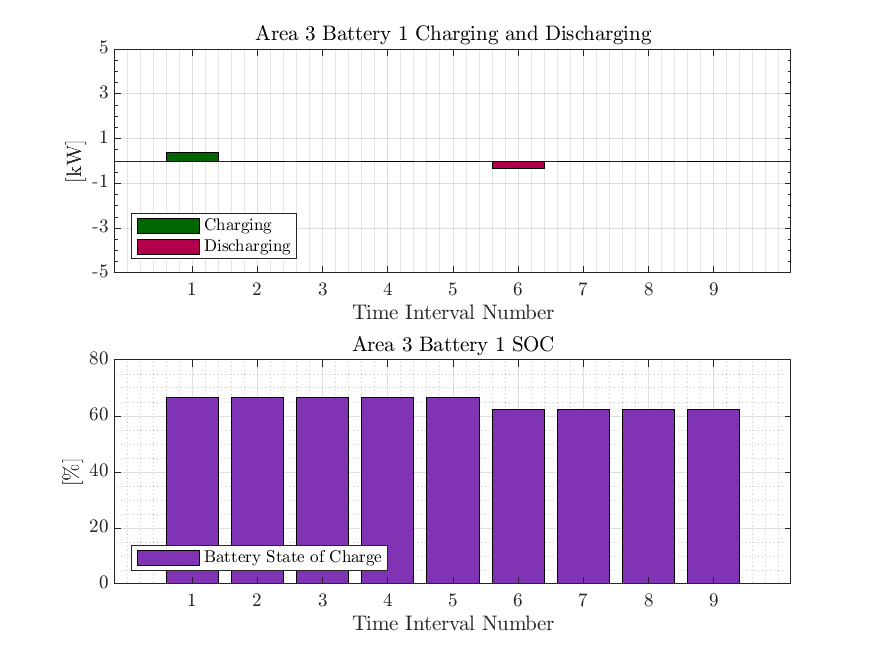 Area 3 Battery 1 Charging and Discharging
5
3
1
-1
-3
-5
[kW]
Charging
Discharging
1 2 3 4 5 6 7 8 9
Time Interval Number
Area 3 Battery 1 SOC
80
60
40
20
0
[%]
Battery State of Charge
1 2 3 4 5 6 7 8 9
Time Interval Number